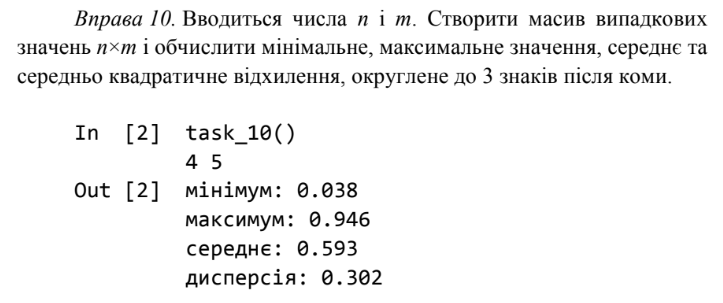 Вправа 10. Вводиться числа n і m. Створити масив випадкових
значень n×m і обчислити мінімальне, максимальне значення, середнє та
середньо квадратичне відхилення, округлене до 3 знаків після коми.
In [2] task_10()
4 5
Out [2] мінімум: 0.038
максимум: 0.946
середнє: 0.593
дисперсія: 0.302